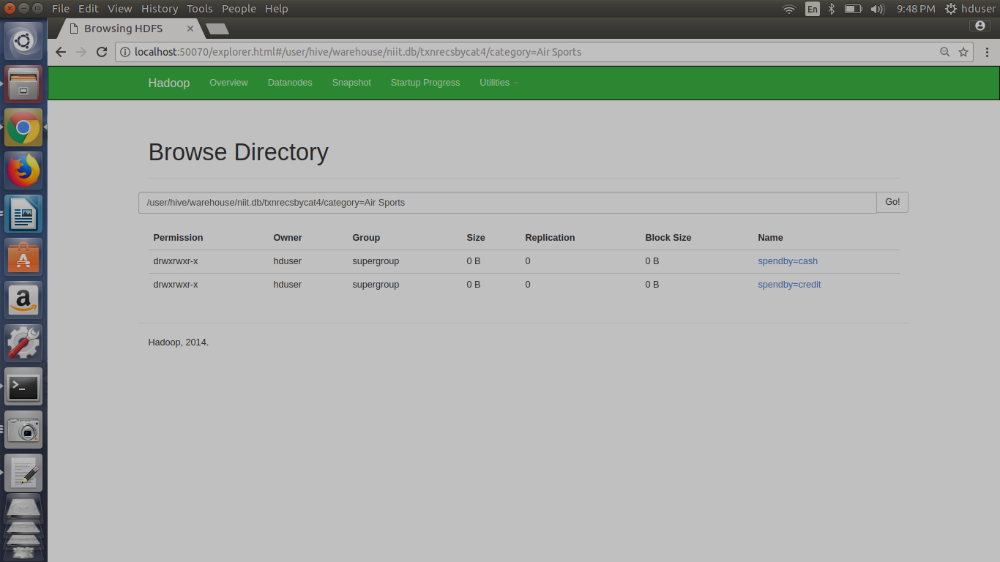 File Edit View History Tools People Help
En 9:48 PM hduser
Browsing HDFS
localhost:50070/explorer.html#/user/hive/warehouse/niit.db/txnrecsbycat4/category=Air Sports
Hadoop Overview Datanodes Snapshot Startup Progress Utilities
Browse Directory
/user/hive/warehouse/niit.db/txnrecsbycat4/category=Air Sports Go!
Permission Owner Group Size Replication Block Size Name
drwxrwxr-x hduser supergroup 0 B 0 0 B spendby=cash
drwxrwxr-x hduser supergroup 0 B 0 0 B spendby=credit
Hadoop, 2014.